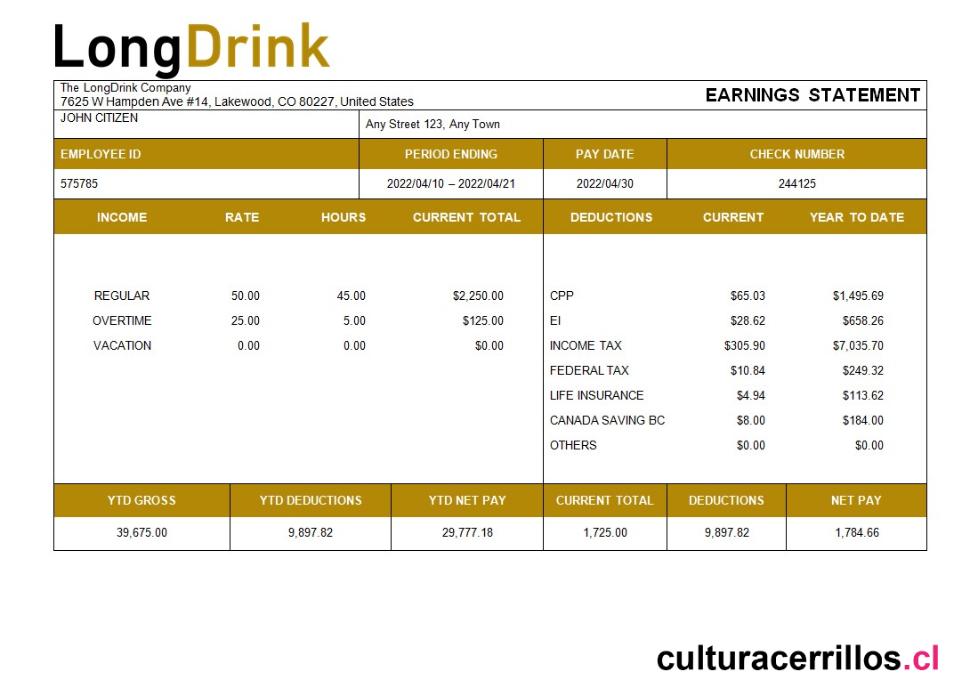 LongDrink
The LongDrink Company
7625 W Hampden Ave #14, Lakewood, CO 80227, United States
EARNINGS STATEMENT
JOHN CITIZEN
Any Street 123, Any Town
EMPLOYEE ID PERIOD ENDING PAY DATE CHECK NUMBER
575785 2022/04/10 – 2022/04/21 2022/04/30 244125
INCOME RATE HOURS CURRENT TOTAL DEDUCTIONS CURRENT YEAR TO DATE
REGULAR 50.00 45.00 $2,250.00 CPP $65.03 $1,495.69
OVERTIME 25.00 5.00 $125.00 EI $28.62 $658.26
VACATION 0.00 0.00 $0.00 INCOME TAX $305.90 $7,035.70
FEDERAL TAX $10.84 $249.32
LIFE INSURANCE $4.94 $113.62
CANADA SAVING BC $8.00 $184.00
OTHERS $0.00 $0.00
YTD GROSS YTD DEDUCTIONS YTD NET PAY CURRENT TOTAL DEDUCTIONS NET PAY
39,675.00 9,897.82 29,777.18 1,725.00 9,897.82 1,784.66
culturacerrillos.cl